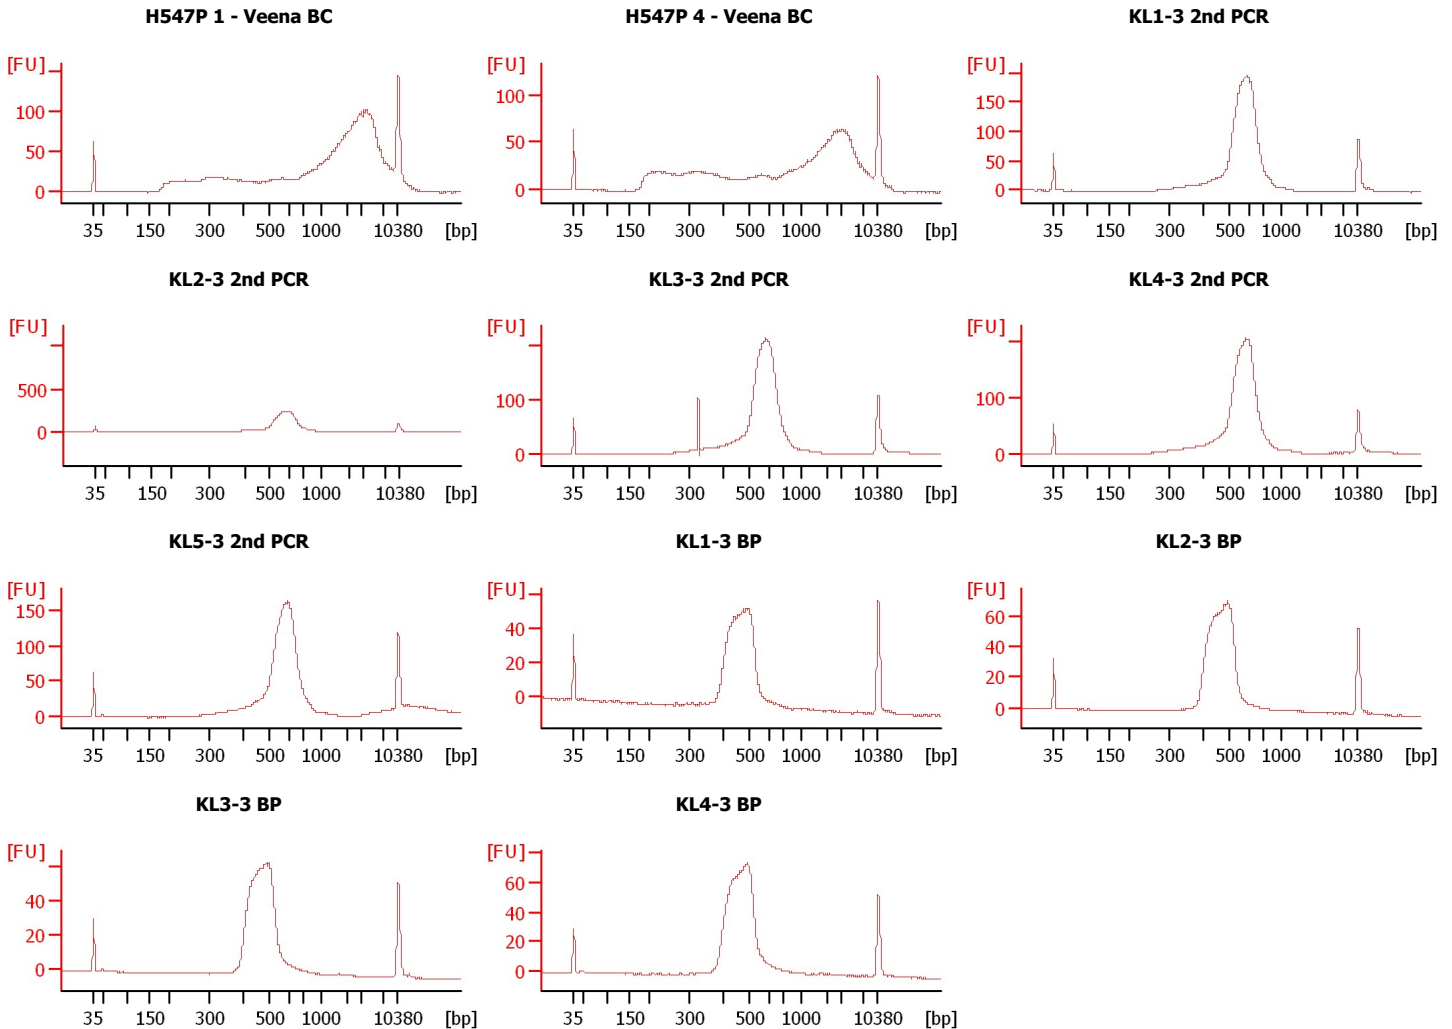 H547P 1 - Veena BC
[FU]
100
50
0
35 150 300 500 1000 10380 [bp]
H547P 4 - Veena BC
[FU]
100
50
0
35 150 300 500 1000 10380 [bp]
KL1-3 2nd PCR
[FU]
150
100
50
0
35 150 300 500 1000 10380 [bp]
KL2-3 2nd PCR
[FU]
500
0
35 150 300 500 1000 10380 [bp]
KL3-3 2nd PCR
[FU]
100
0
35 150 300 500 1000 10380 [bp]
KL4-3 2nd PCR
[FU]
100
0
35 150 300 500 1000 10380 [bp]
KL5-3 2nd PCR
[FU]
150
100
50
0
35 150 300 500 1000 10380 [bp]
KL1-3 BP
[FU]
40
20
0
35 150 300 500 1000 10380 [bp]
KL2-3 BP
[FU]
60
40
20
0
35 150 300 500 1000 10380 [bp]
KL3-3 BP
[FU]
40
20
0
35 150 300 500 1000 10380 [bp]
KL4-3 BP
[FU]
60
40
20
0
35 150 300 500 1000 10380 [bp]